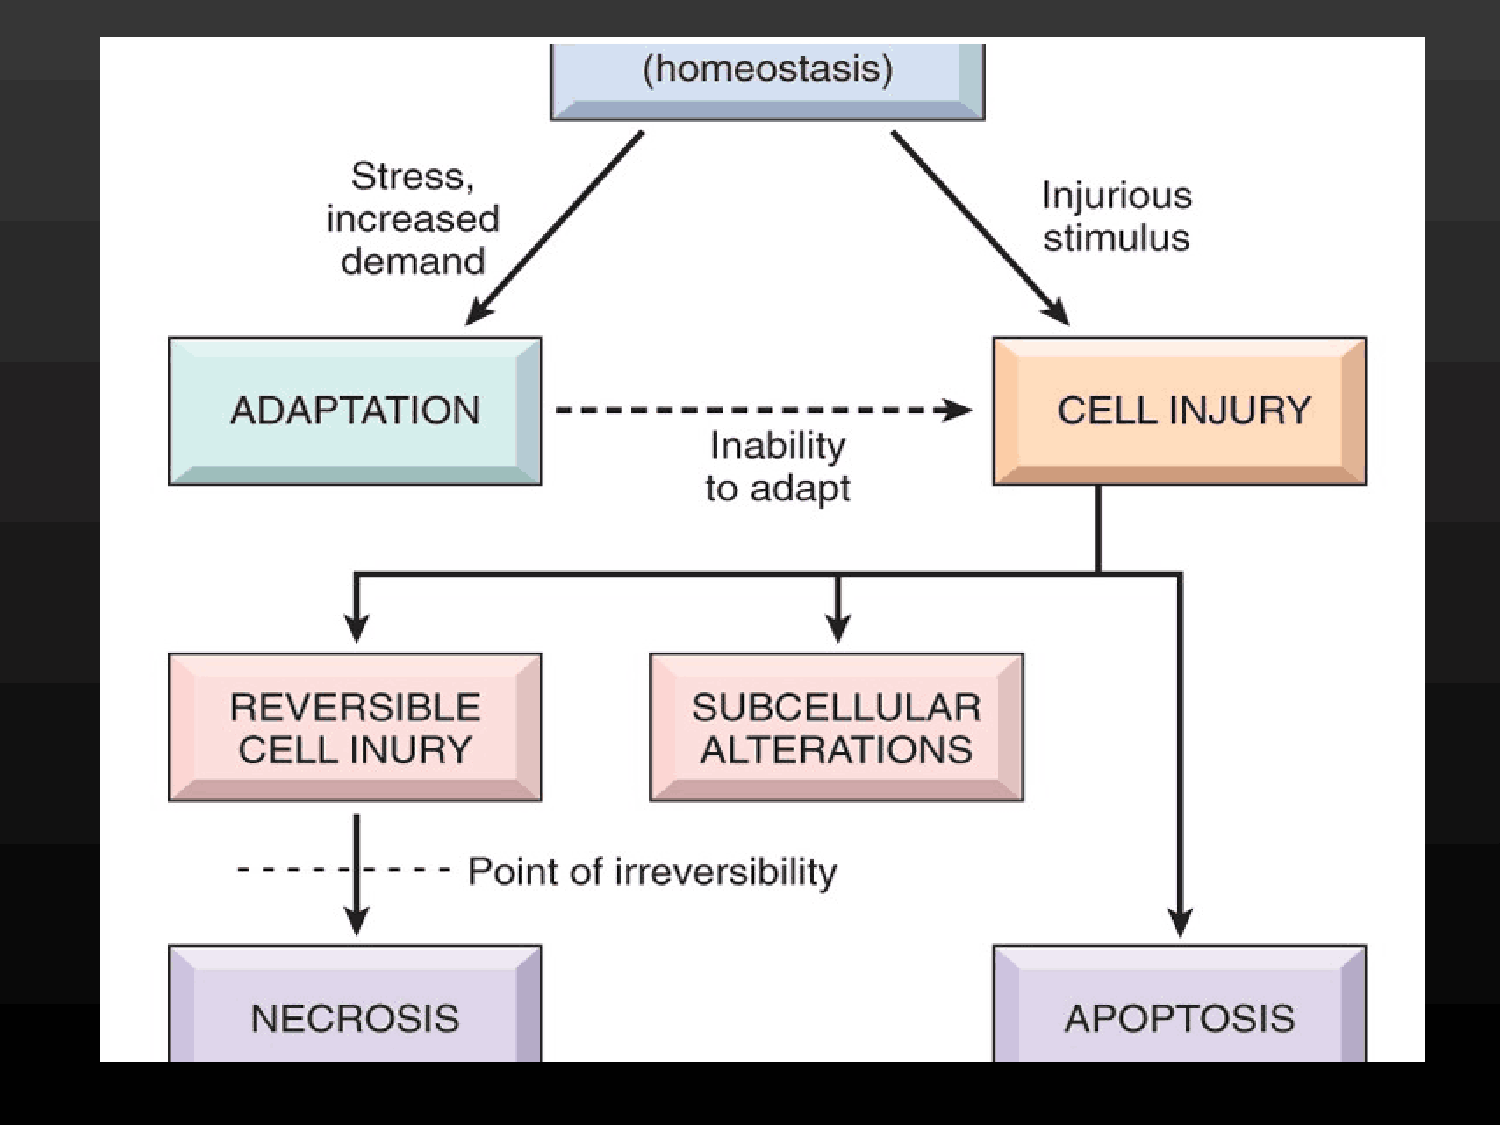 (homeostasis)
Stress,
increased
demand
Injurious
stimulus
ADAPTATION
CELL INJURY
Inability
to adapt
REVERSIBLE
CELL INURY
SUBCELLULAR
ALTERATIONS
Point of irreversibility
NECROSIS
APOPTOSIS